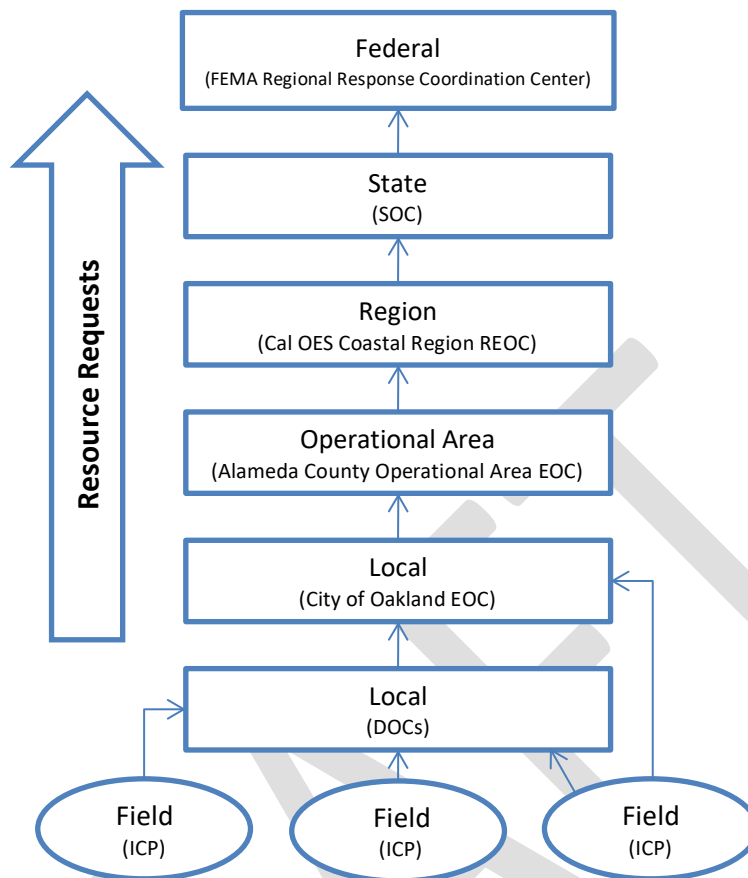 Federal
(FEMA Regional Response Coordination Center)
State
(SOC)
Region
(Cal OES Coastal Region REOC)
Operational Area
(Alameda County Operational Area EOC)
Local
(City of Oakland EOC)
Local
(DOCs)
Field
(ICP)
Field
(ICP)
Field
(ICP)
Resource Requests